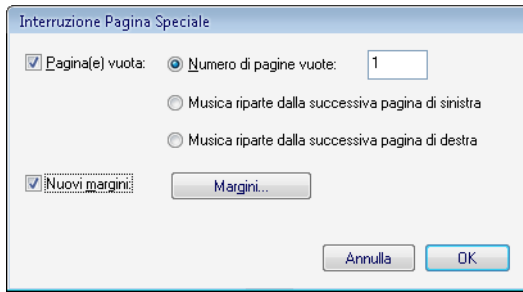 Interruzione Pagina Speciale
Pagina(e) vuota: Numero di pagine vuote: 1
Musica riparte dalla successiva pagina di sinistra
Musica riparte dalla successiva pagina di destra
Nuovi margini: Margini...
Annulla OK